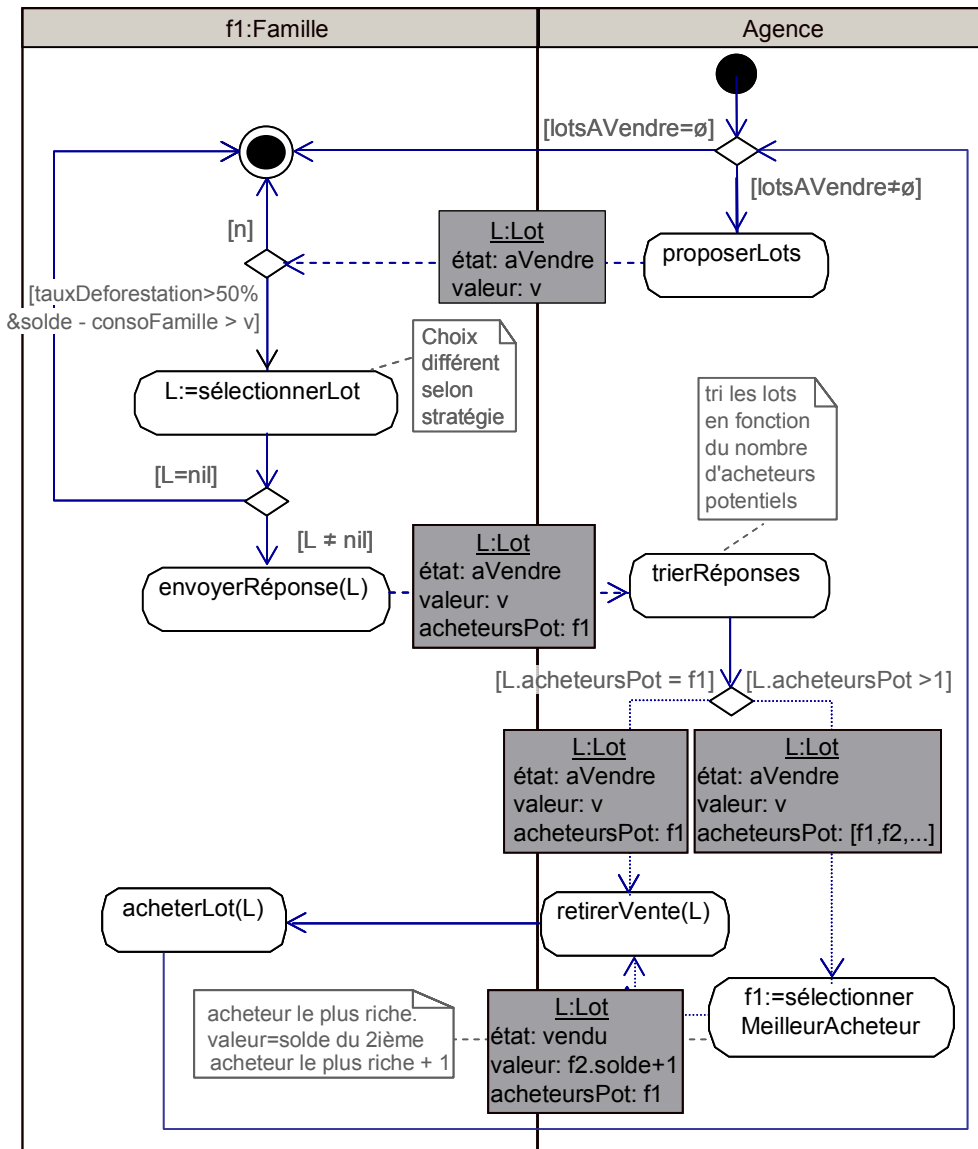 f1:Famille
Agence
[lotsAVendre=ø]
[lotsAVendre≠ø]
[n]
L:Lot
état: aVendre
valeur: v
proposerLots
[tauxDeforestation>50%
&solde - consoFamille > v]
Choix
différent
selon
stratégie
L:=sélectionnerLot
tri les lots
en fonction
du nombre
d'acheteurs
potentiels
[L=nil]
[L ≠ nil]
envoyerRéponse(L)
L:Lot
état: aVendre
valeur: v
acheteursPot: f1
trierRéponses
[L.acheteursPot = f1]
[L.acheteursPot >1]
L:Lot
état: aVendre
valeur: v
acheteursPot: f1
L:Lot
état: aVendre
valeur: v
acheteursPot: [f1,f2,...]
acheterLot(L)
retirerVente(L)
acheteur le plus riche.
valeur=solde du 2ième
acheteur le plus riche + 1
L:Lot
état: vendu
valeur: f2.solde+1
acheteursPot: f1
f1:=sélectionner
MeilleurAcheteur